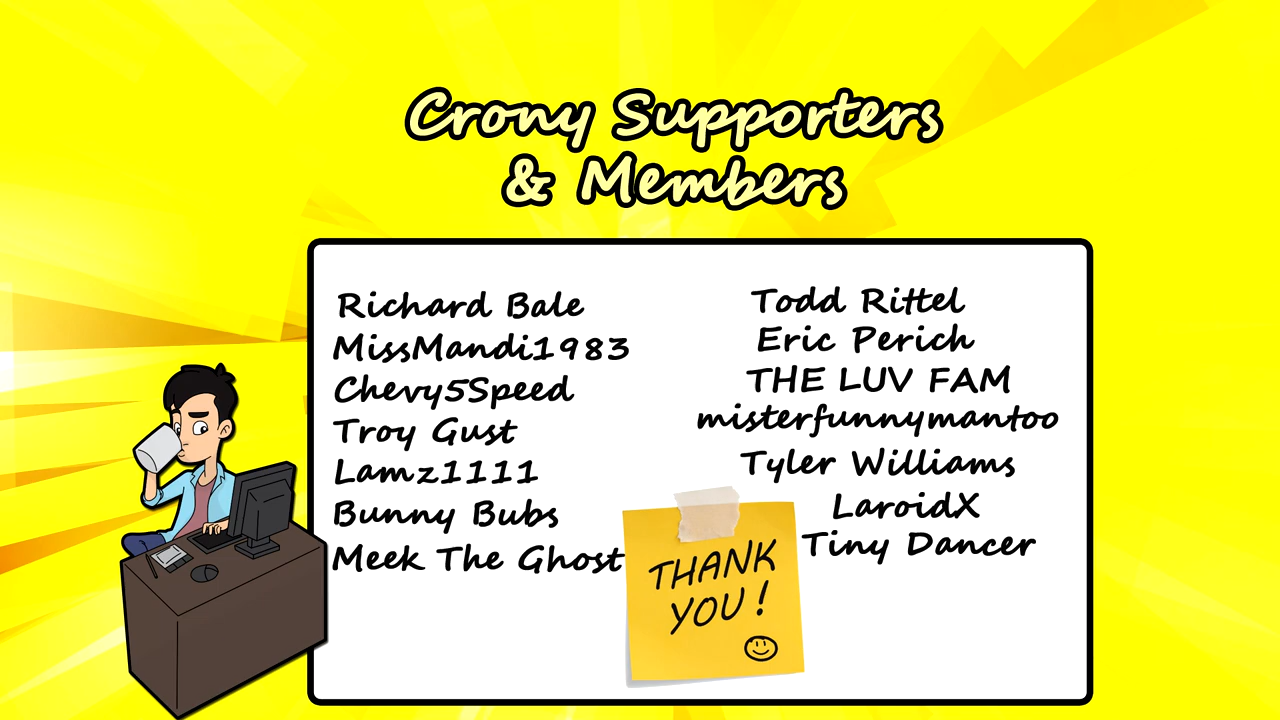 Crony Supporters
& Members
Richard Bale
MissMandi1983
Chevy5Speed
Troy Gust
Lamz1111
Bunny Bubs
Meek The Ghost
Todd Rittel
Eric Perich
THE LUV FAM
misterfunnymantoo
Tyler Williams
LaroidX
Tiny Dancer
THANK
YOU!